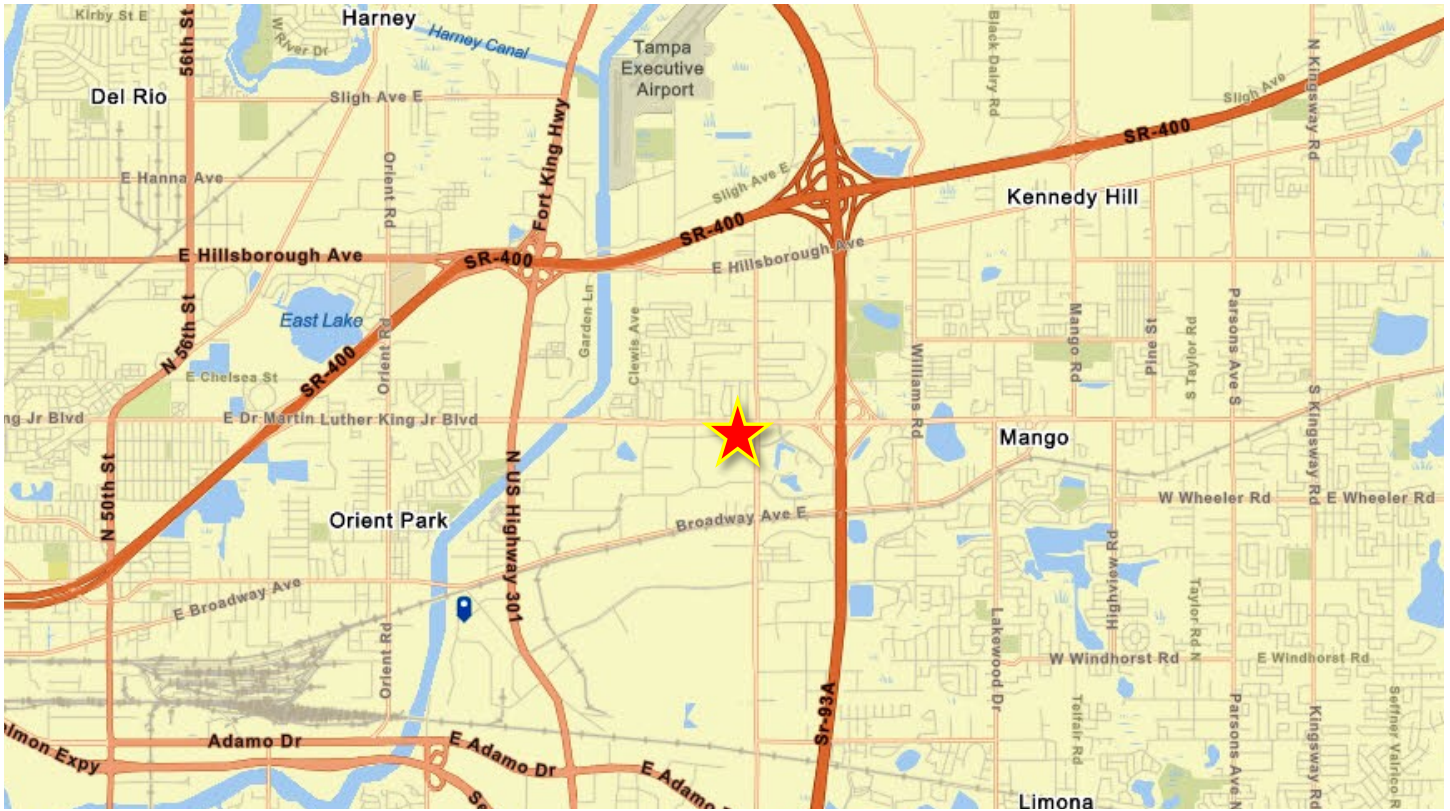 Kirby St E
56th St
Harney
W River Dr
Harney Canal
Tampa
Executive
Airport
Black Dairy Rd
N Kingsway Rd
Sligh Ave
Del Rio
Sligh Ave E
Fort King Hwy
SR-400
E Hanna Ave
Orient Rd
Sligh Ave E
Kennedy Hill
SR-400
E Hillsborough Ave
SR-400
E Hillsborough Ave
N 56th St
East Lake
SR-400
Orient Rd
Garden Ln
Clewis Ave
Williams Rd
Mango Rd
Pine St
S Taylor Rd
Parsons Ave S
E Chelsea St
S Kingsway Rd
ng Jr Blvd
E Dr Martin Luther King Jr Blvd
Mango
N 50th St
N US Highway 301
W Wheeler Rd
E Wheeler Rd
Orient Park
Broadway Ave E
Highview Rd
E Broadway Ave
Taylor Rd N
Orient Rd
Lakewood Dr
W Windhorst Rd
E Windhorst Rd
Sr-93A
Telfair Rd
Parsons Ave N
Kingsway Rd
Seffner Valrico R
lmon Expy
Adamo Dr
E Adamo Dr
E Adamo D
Se
Limona